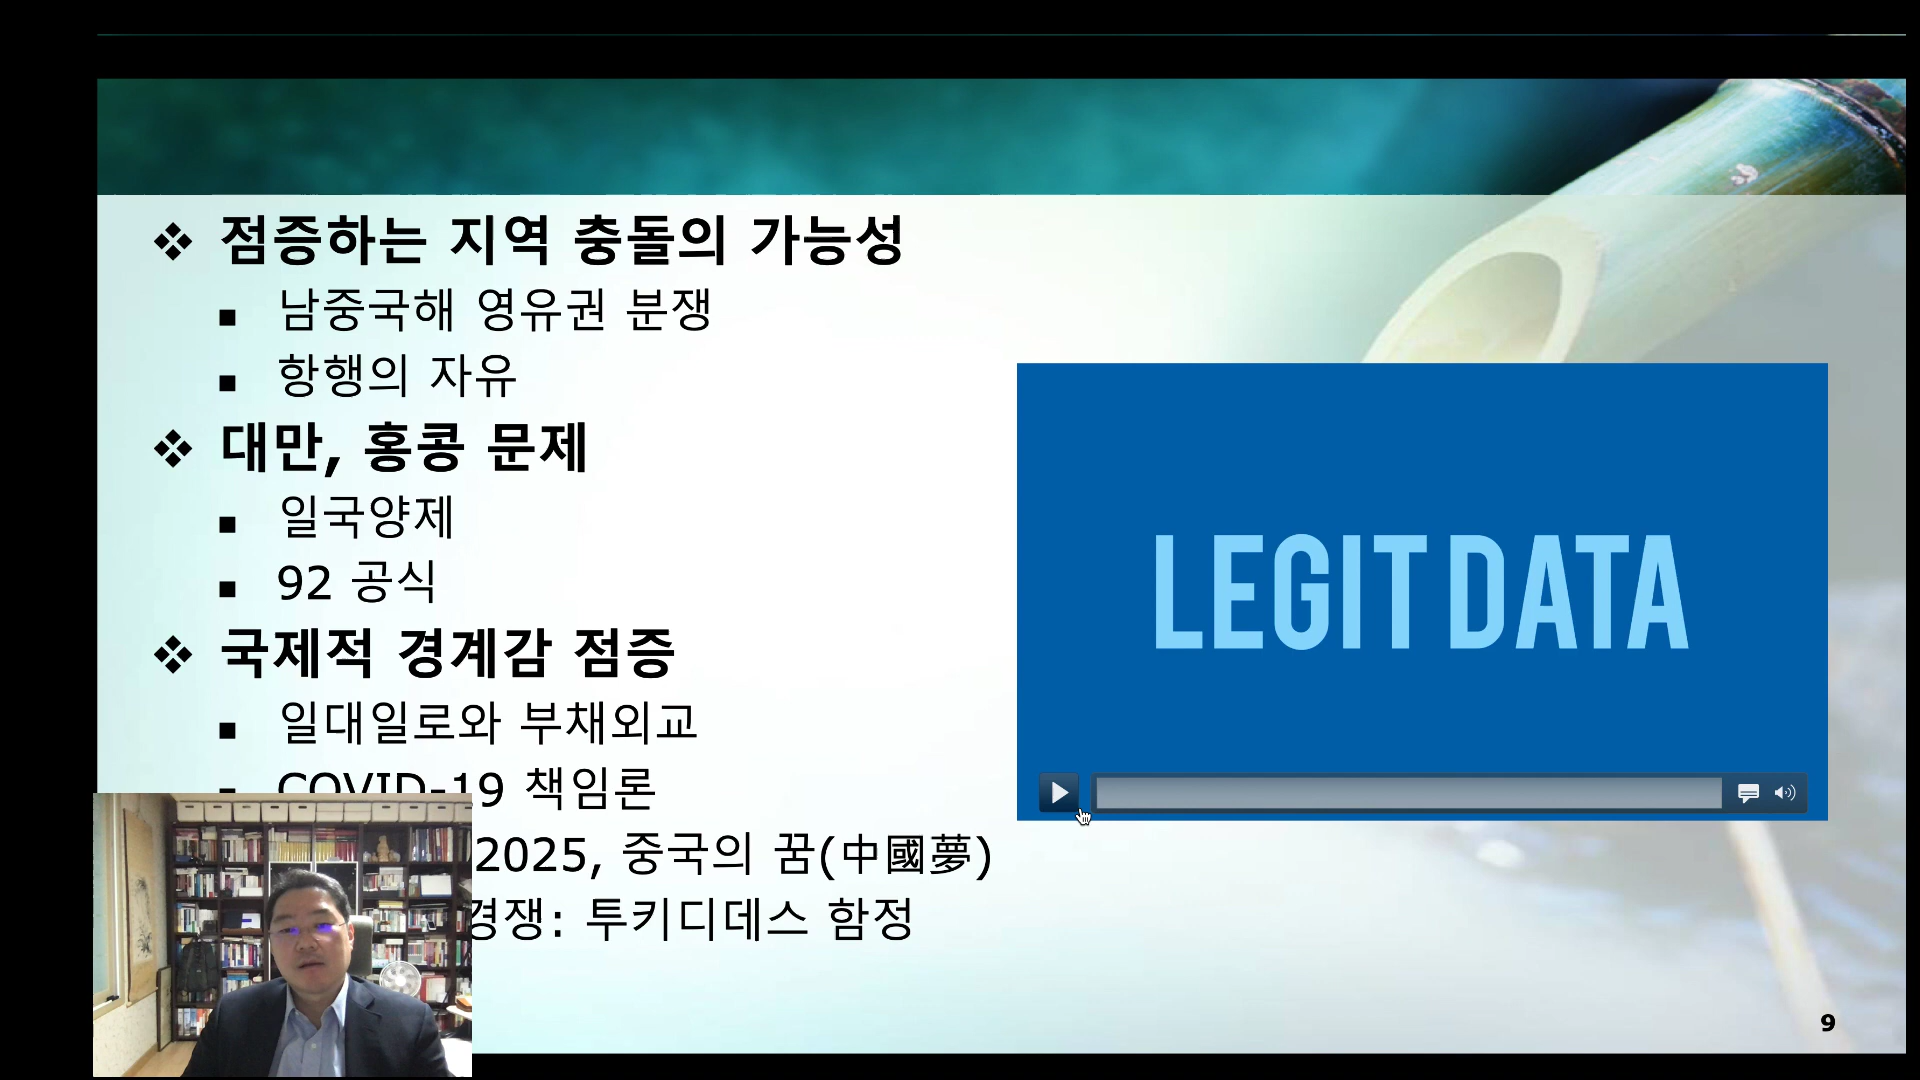 점증하는 지역 충돌의 가능성
남중국해 영유권 분쟁
항행의 자유
대만, 홍콩 문제
일국양제
92 공식
국제적 경계감 점증
일대일로와 부채외교
COVID-19 책임론
2025, 중국의 꿈(中國夢)
경쟁: 투키디데스 함정
LEGIT DATA
9